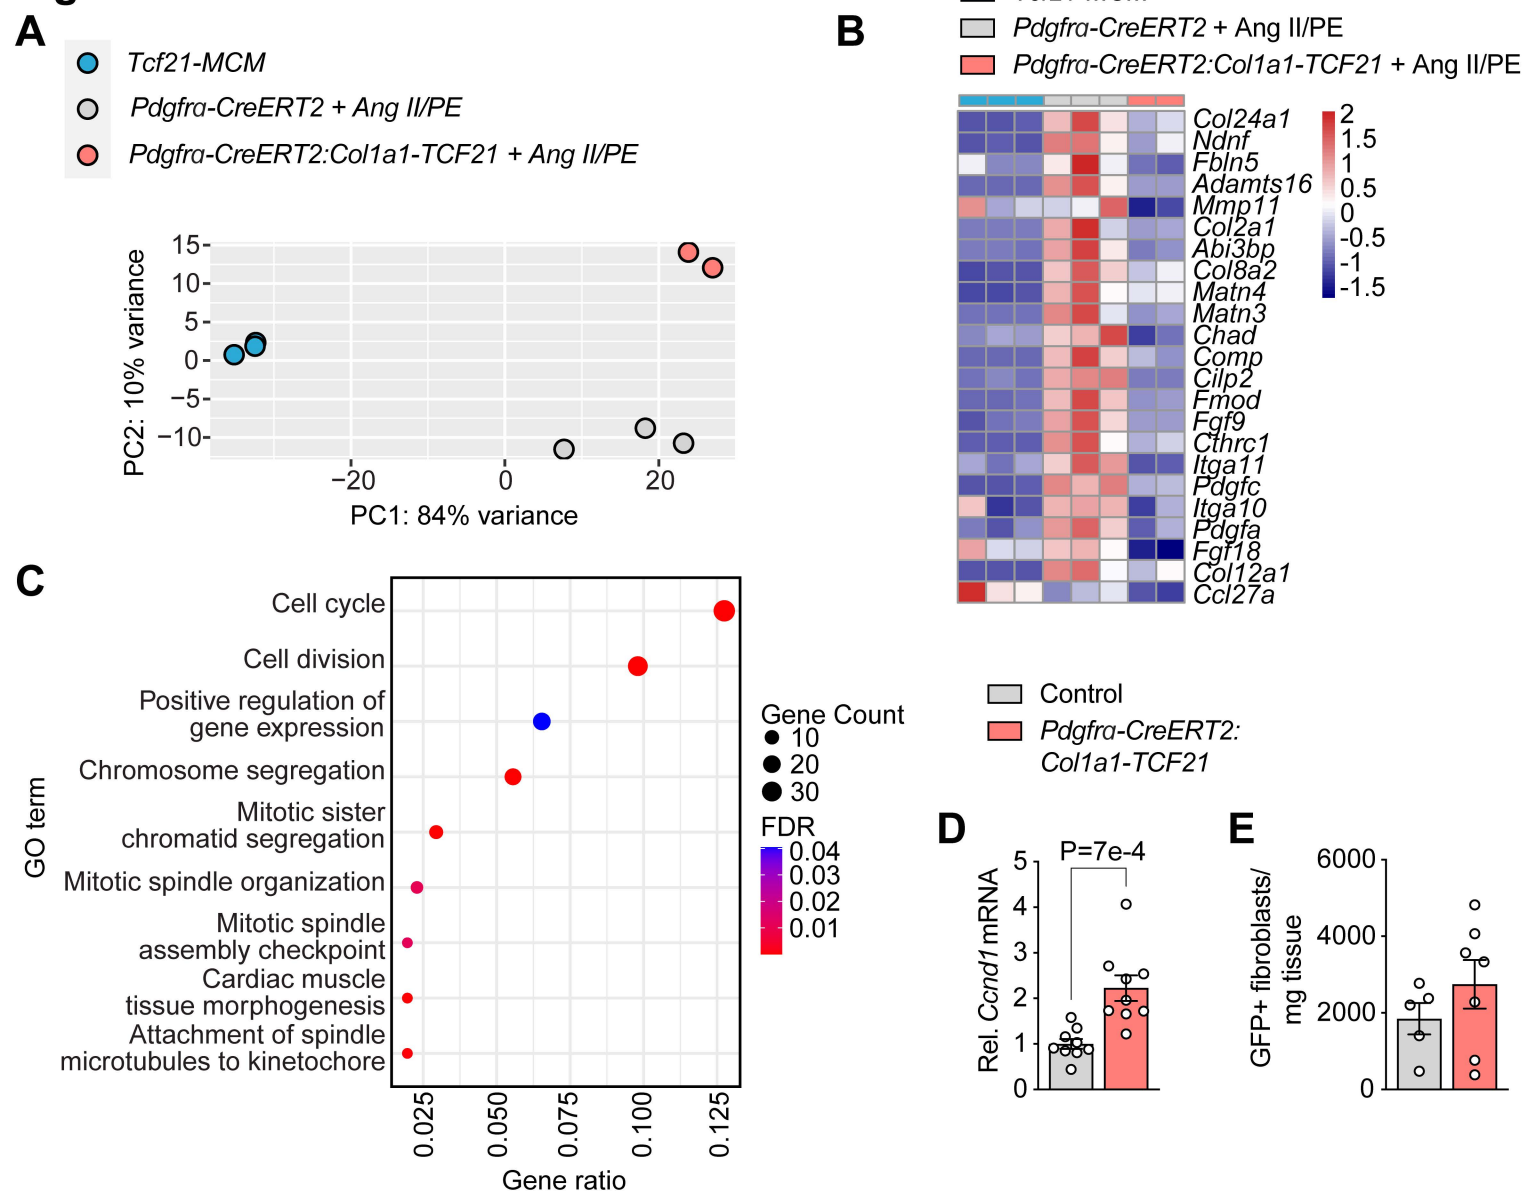 A
Tcf21-MCM
Pdgfrα-CreERT2 + Ang II/PE
Pdgfrα-CreERT2:Col1a1-TCF21 + Ang II/PE
15
10
5
0
−5
−10
PC2: 10% variance
−20
0
20
PC1: 84% variance
B
Pdgfrα-CreERT2 + Ang II/PE
Pdgfrα-CreERT2:Col1a1-TCF21 + Ang II/PE
Col24a1
Ndnf
Fbln5
Adamts16
Mmp11
Col2a1
Abi3bp
Col8a2
Matn4
Matn3
Chad
Comp
Cilp2
Fmod
Fgf9
Cthrc1
Itga11
Pdgfc
Itga10
Pdgfa
Fgf18
Col12a1
Ccl27a
2
1.5
1
0.5
0
-0.5
-1
-1.5
C
GO term
Cell cycle
Cell division
Positive regulation of
gene expression
Chromosome segregation
Mitotic sister
chromatid segregation
Mitotic spindle organization
Mitotic spindle
assembly checkpoint
Cardiac muscle
tissue morphogenesis
Attachment of spindle
microtubules to kinetochore
0.025
0.050
0.075
0.100
0.125
Gene ratio
Gene Count
10
20
30
FDR
0.04
0.03
0.02
0.01
Control
Pdgfrα-CreERT2:
Col1a1-TCF21
D
P=7e-4
Rel. Ccnd1 mRNA
5
4
3
2
1
0
E
GFP+ fibroblasts/
mg tissue
6000
4000
2000
0